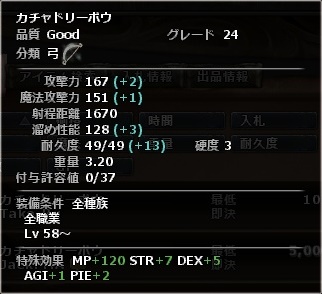 カチャドリーボウ
品質 Good グレード 24
分類 弓
攻撃力 167 (+2)
魔法攻撃力 151 (+1)
射程距離 1670
溜め性能 128 (+3)
耐久度 49/49 (+13) 硬度 3
重量 3.20
付与許容値 0/37
装備条件 全種族
全職業
Lv 58～
特殊効果 MP+120 STR+7 DEX+5
AGI+1 PIE+2